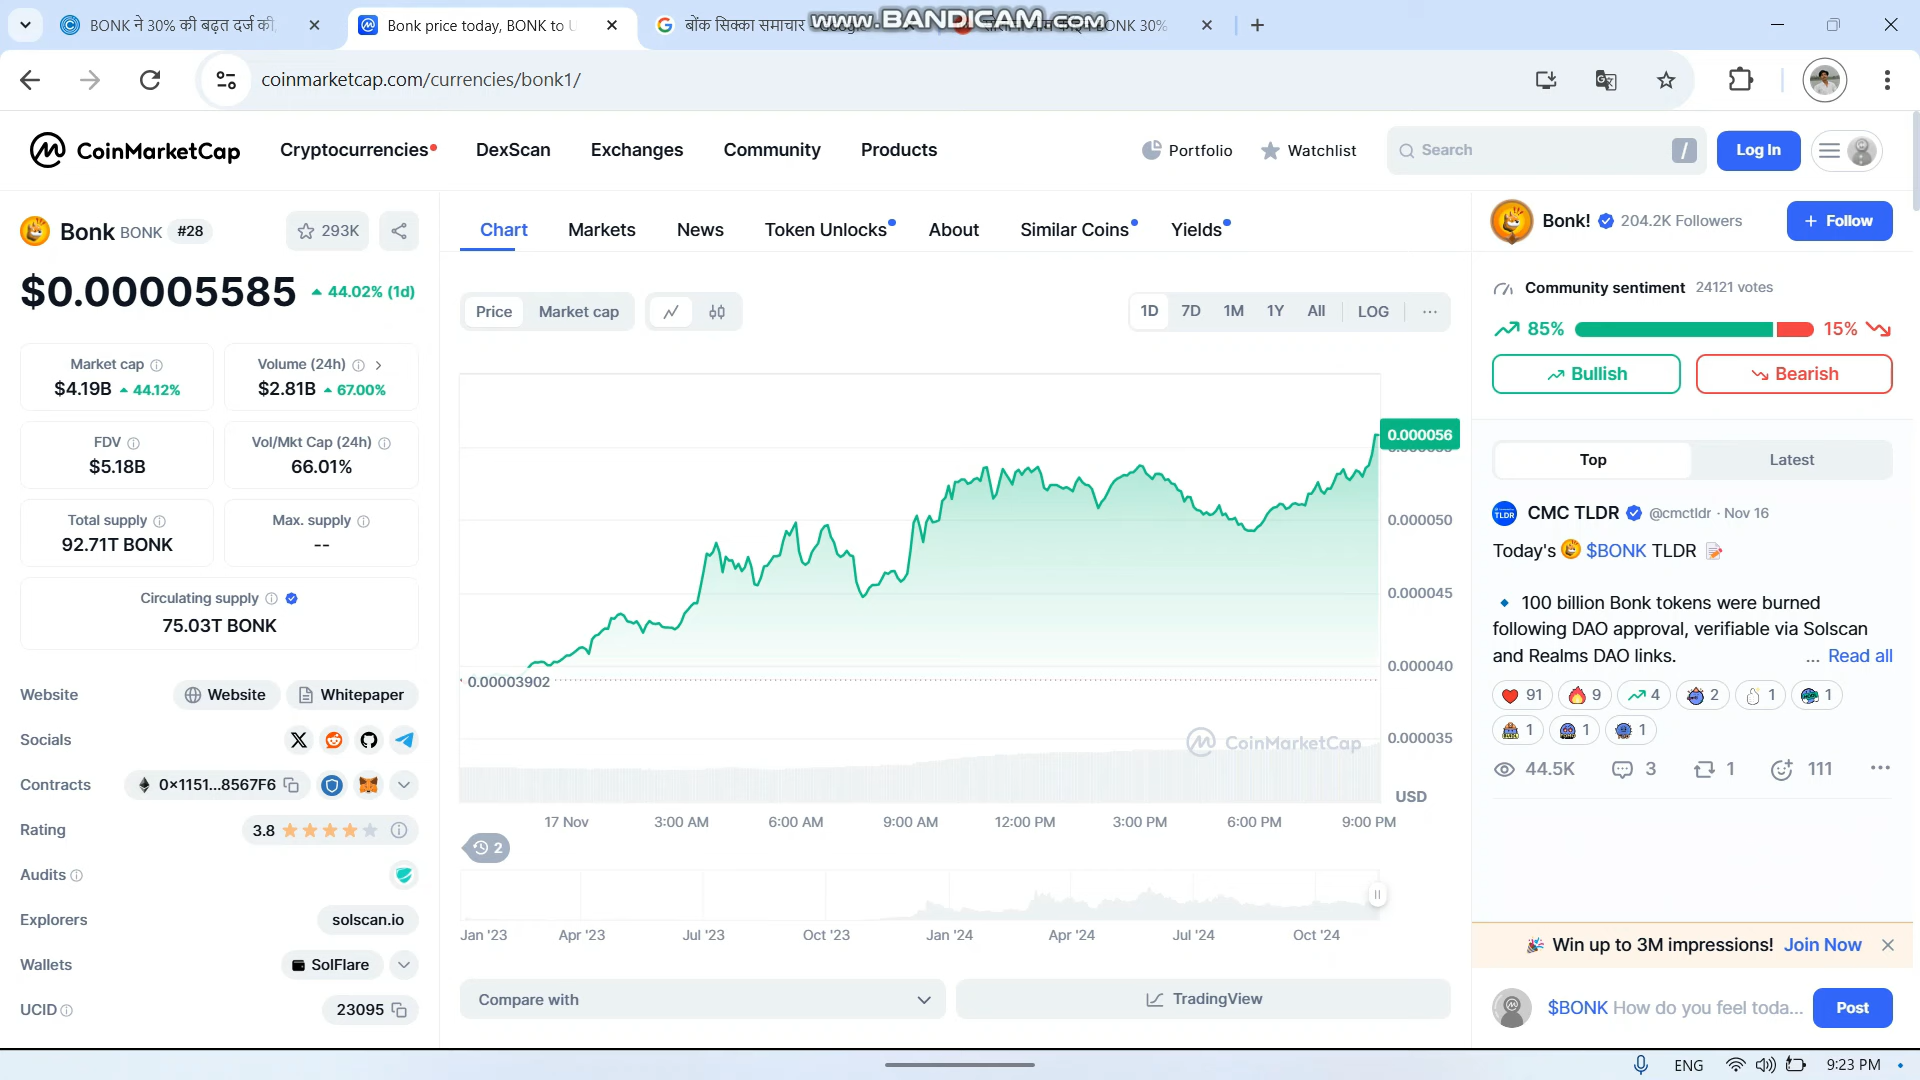 BONK ने 30% की बढ़त दर्ज की
Bonk price today, BONK to U
बोंक सिक्का समाचार - Google
BONK 30%
www.BANDICAM.COM
coinmarketcap.com/currencies/bonk1/
CoinMarketCap
Cryptocurrencies
DexScan
Exchanges
Community
Products
Portfolio
Watchlist
Search
/
Log In
Bonk BONK #28
293K
$0.00005585 44.02% (1d)
Market cap
$4.19B 44.12%
Volume (24h)
$2.81B 67.00%
FDV
$5.18B
Vol/Mkt Cap (24h)
66.01%
Total supply
92.71T BONK
Max. supply
--
Circulating supply
75.03T BONK
Website
Website
Whitepaper
Socials
Contracts
0x1151...8567F6
Rating
3.8
Audits
Explorers
solscan.io
Wallets
SolFlare
UCID
23095
Chart
Markets
News
Token Unlocks
About
Similar Coins
Yields
Price
Market cap
1D
7D
1M
1Y
All
LOG
...
0.000056
0.000050
0.000045
0.000040
0.000035
0.00003902
CoinMarketCap
USD
17 Nov
3:00 AM
6:00 AM
9:00 AM
12:00 PM
3:00 PM
6:00 PM
9:00 PM
2
Jan '23
Apr '23
Jul '23
Oct '23
Jan '24
Apr '24
Jul '24
Oct '24
Compare with
TradingView
Bonk! 204.2K Followers
+ Follow
Community sentiment 24121 votes
85%
15%
Bullish
Bearish
Top
Latest
TLDR
CMC TLDR @cmctldr · Nov 16
Today's $BONK TLDR
100 billion Bonk tokens were burned
following DAO approval, verifiable via Solscan
and Realms DAO links. ... Read all
91
9
4
2
1
1
1
1
1
44.5K
3
1
111
Win up to 3M impressions! Join Now
$BONK How do you feel toda...
Post
ENG
9:23 PM